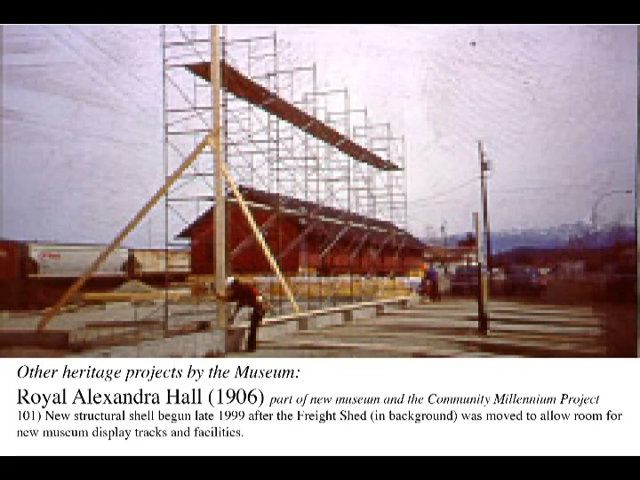 Other heritage projects by the Museum:
Royal Alexandra Hall (1906) part of new museum and the Community Millennium Project
101) New structural shell begun late 1999 after the Freight Shed (in background) was moved to allow room for
new museum display tracks and facilities.